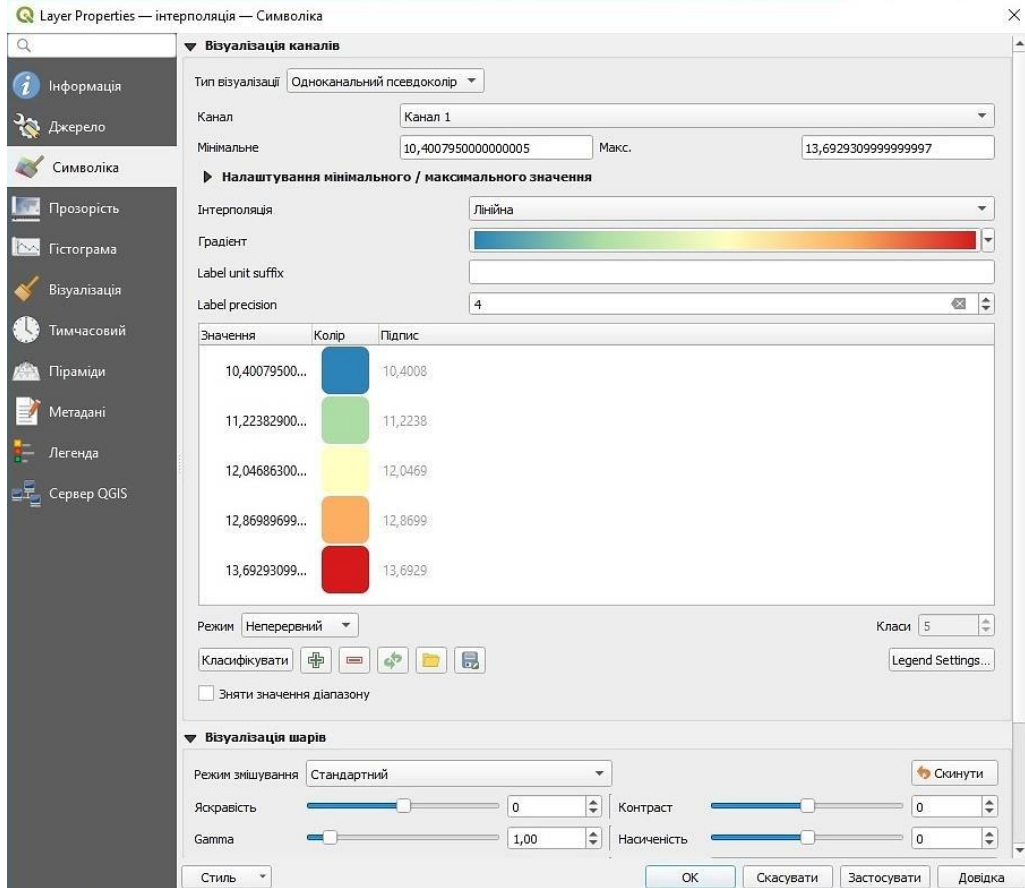 Layer Properties — інтерполяція — Символіка
Інформація
Джерело
Символіка
Прозорість
Гістограма
Візуалізація
Тимчасовий
Піраміди
Метадані
Легенда
Сервер QGIS
Візуалізація каналів
Тип візуалізації Одноканальний псевдоколір
Канал Канал 1
Мінімальне 10,4007950000000005 Макс. 13,6929309999999997
Налаштування мінімального / максимального значення
Інтерполяція Лінійна
Градієнт
Label unit suffix
Label precision 4
Значення Колір Підпис
10,40079500... 10,4008
11,22382900... 11,2238
12,04686300... 12,0469
12,86989699... 12,8699
13,69293099... 13,6929
Режим Неперервний Класи 5
Класифікувати Legend Settings...
Зняти значення діапазону
Візуалізація шарів
Режим змішування Стандартний Скинути
Яскравість 0 Контраст 0
Gamma 1,00 Насиченість 0
Стиль OK Скасувати Застосувати Довідка